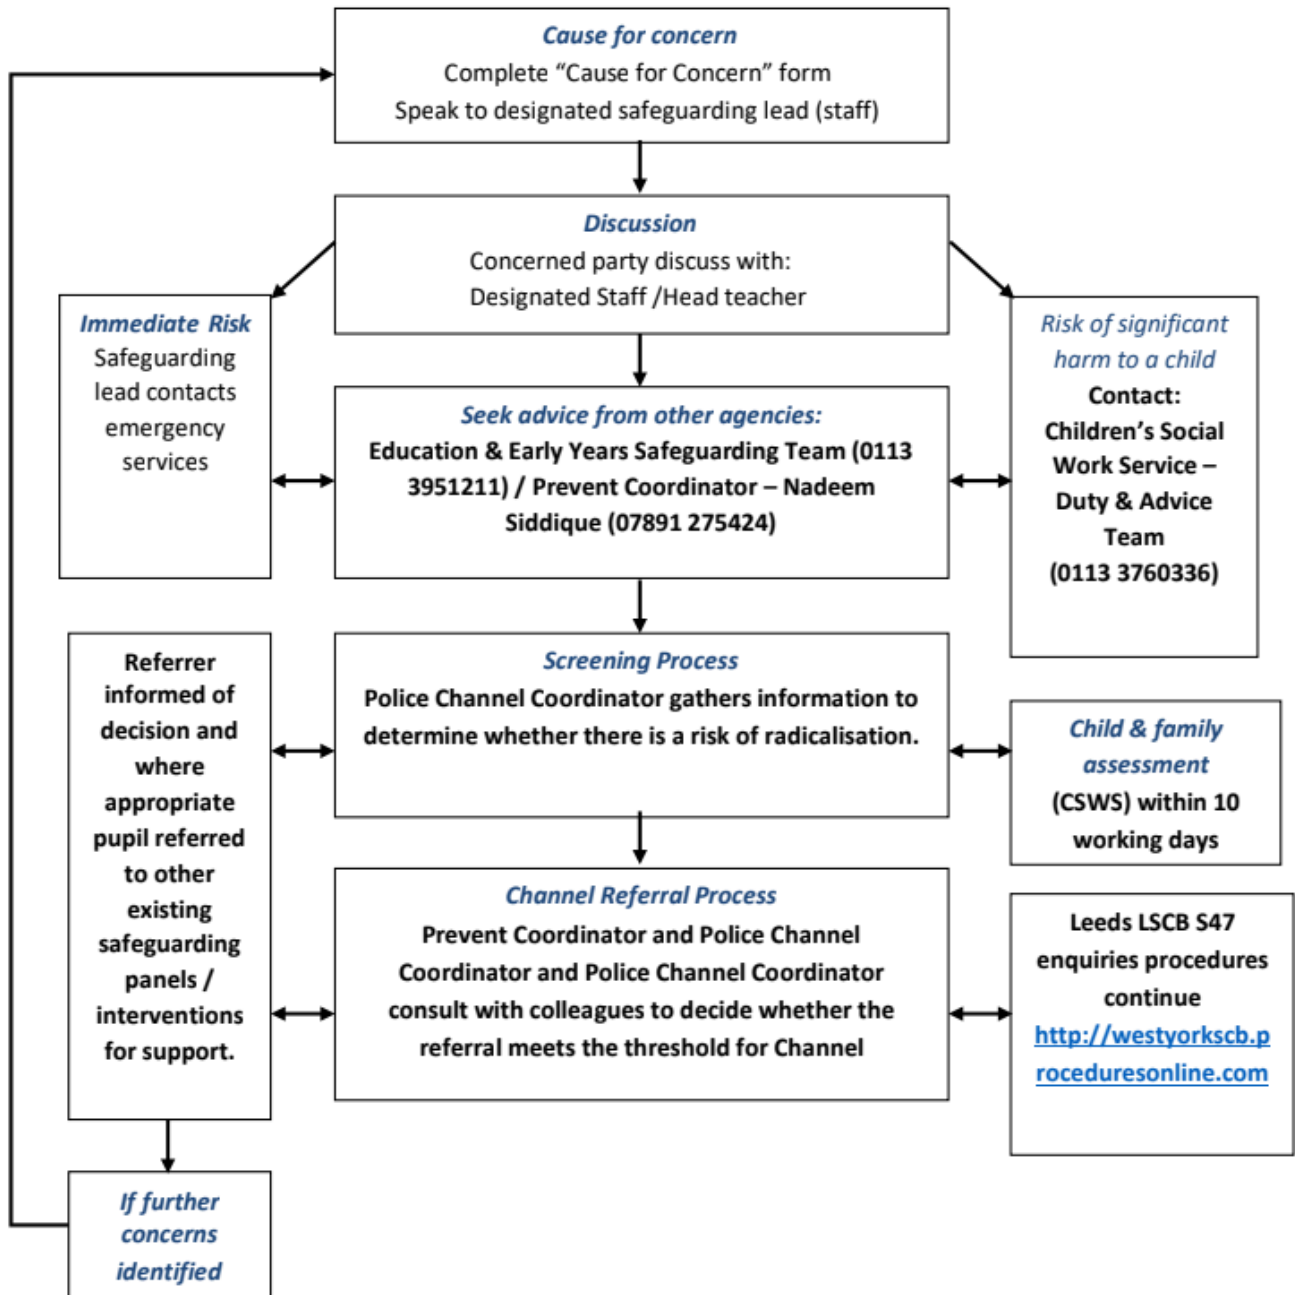 Cause for concern
Complete “Cause for Concern” form
Speak to designated safeguarding lead (staff)
Discussion
Concerned party discuss with:
Designated Staff /Head teacher
Immediate Risk
Safeguarding
lead contacts
emergency
services
Seek advice from other agencies:
Education & Early Years Safeguarding Team (0113
3951211) / Prevent Coordinator – Nadeem
Siddique (07891 275424)
Risk of significant
harm to a child
Contact:
Children’s Social
Work Service –
Duty & Advice
Team
(0113 3760336)
Screening Process
Police Channel Coordinator gathers information to
determine whether there is a risk of radicalisation.
Referrer
informed of
decision and
where
appropriate
pupil referred
to other
existing
safeguarding
panels /
interventions
for support.
Child & family
assessment
(CSWS) within 10
working days
Channel Referral Process
Prevent Coordinator and Police Channel
Coordinator and Police Channel Coordinator
consult with colleagues to decide whether the
referral meets the threshold for Channel
Leeds LSCB S47
enquiries procedures
continue
http://westyorkscb.p
roceduresonline.com
If further
concerns
identified